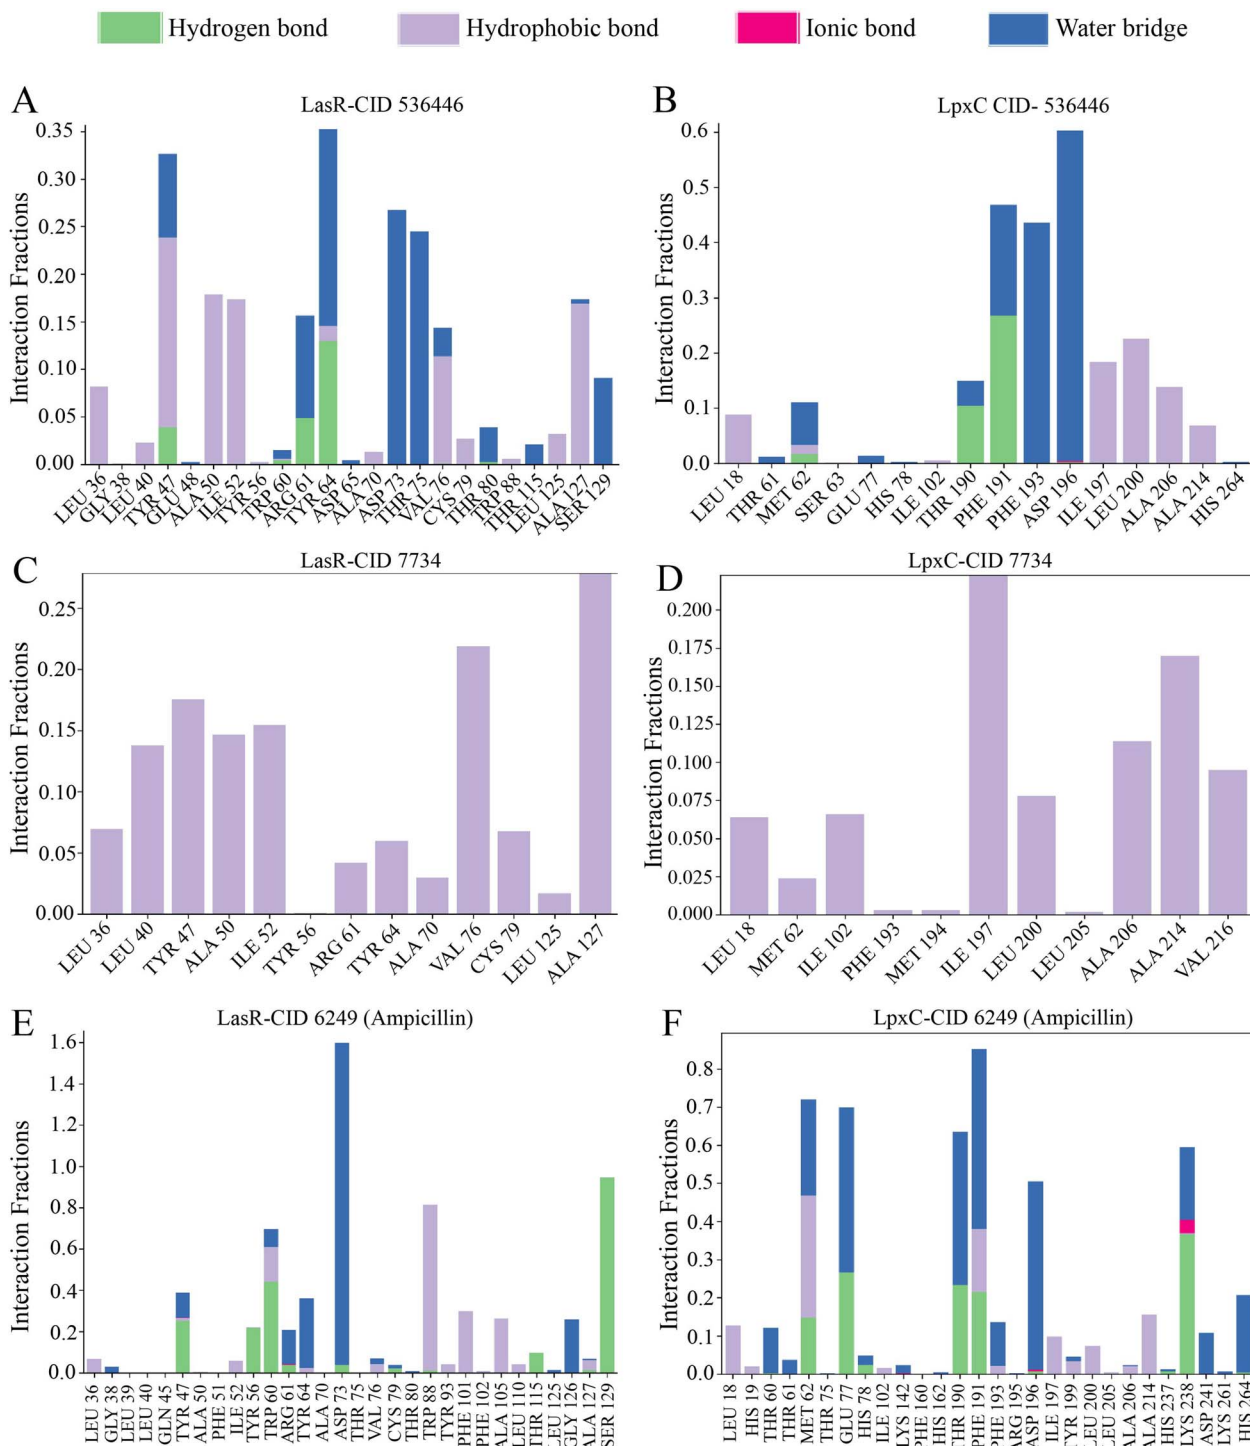 Hydrogen bond
Hydrophobic bond
Ionic bond
Water bridge
A
LasR-CID 536446
Interaction Fractions
0.35
0.30
0.25
0.20
0.15
0.10
0.05
0.00
LEU 36
GLY 38
LEU 40
TYR 47
GLU 48
ALA 50
ILE 52
TYR 56
TRP 60
ARG 61
TYR 64
ASP 65
ALA 70
ASP 73
THR 75
VAL 76
CYS 79
THR 80
TRP 88
THR 115
LEU 125
ALA 127
SER 129
B
LpxC CID- 536446
Interaction Fractions
0.6
0.5
0.4
0.3
0.2
0.1
0.0
LEU 18
THR 61
MET 62
SER 63
GLU 77
HIS 78
ILE 102
THR 190
PHE 191
PHE 193
ASP 196
ILE 197
LEU 200
ALA 206
ALA 214
HIS 264
C
LasR-CID 7734
Interaction Fractions
0.25
0.20
0.15
0.10
0.05
0.00
LEU 36
LEU 40
TYR 47
ALA 50
ILE 52
TYR 56
ARG 61
TYR 64
ALA 70
VAL 76
CYS 79
LEU 125
ALA 127
D
LpxC-CID 7734
Interaction Fractions
0.200
0.175
0.150
0.125
0.100
0.075
0.050
0.025
0.000
LEU 18
MET 62
ILE 102
PHE 193
MET 194
ILE 197
LEU 200
LEU 205
ALA 206
ALA 214
VAL 216
E
LasR-CID 6249 (Ampicillin)
Interaction Fractions
1.6
1.4
1.6
1.0
0.8
1.6
0.4
0.2
0.0
LEU 36
GLY 38
LEU 39
LEU 40
GLN 45
TYR 47
ALA 50
PHE 51
ILE 52
TYR 56
TRP 60
ARG 61
TYR 64
ALA 70
ASP 73
THR 75
VAL 76
CYS 79
THR 80
TRP 88
TYR 93
PHE 101
PHE 102
ALA 105
LEU 110
THR 115
LEU 125
GLY 126
ALA 127
SER 129
F
LpxC-CID 6249 (Ampicillin)
Interaction Fractions
0.8
0.7
0.6
0.5
0.4
0.3
0.2
0.1
0.0
LEU 18
HIS 19
THR 60
THR 61
MET 62
THR 75
GLU 77
HIS 78
ILE 102
LYS 142
PHE 160
HIS 162
THR 190
PHE 191
PHE 193
ARG 195
ASP 196
ILE 197
TYR 199
LEU 200
LEU 205
ALA 206
ALA 214
HIS 237
LYS 238
ASP 241
LYS 261
HIS 264